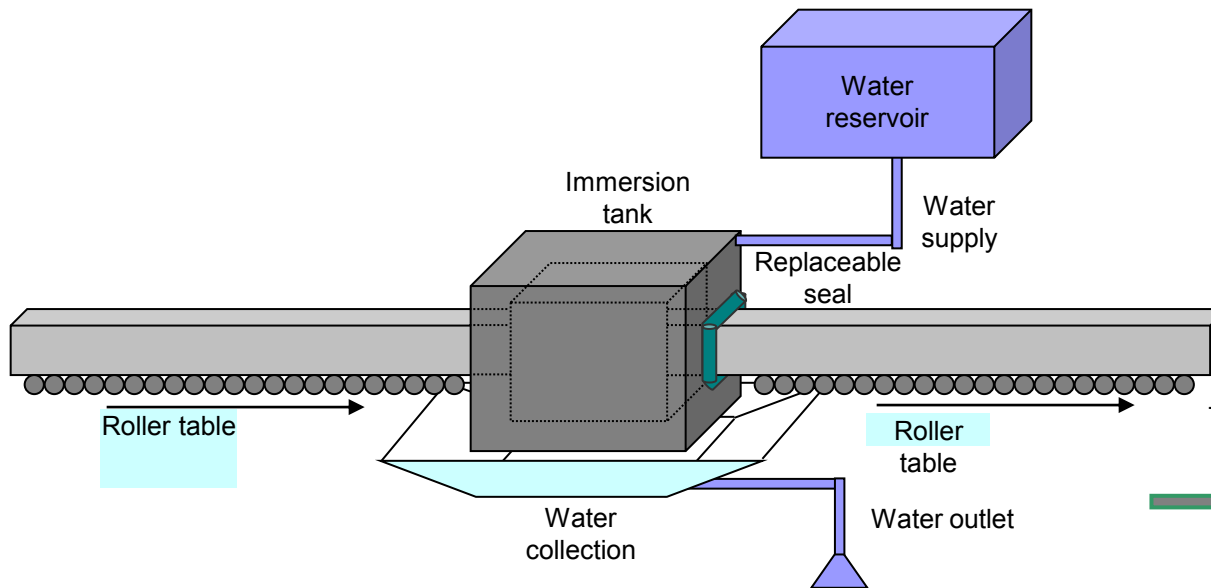 Water
reservoir
Immersion
tank
Water
supply
Replaceable
seal
Roller table
Roller
table
Water
collection
Water outlet